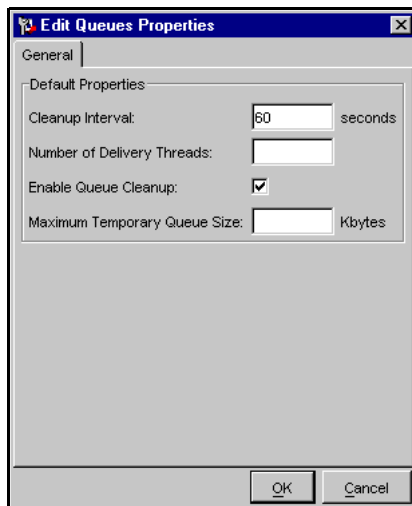 Edit Queues Properties
General
Default Properties
Cleanup Interval: 60 seconds
Number of Delivery Threads:
Enable Queue Cleanup:
Maximum Temporary Queue Size: Kbytes
OK Cancel